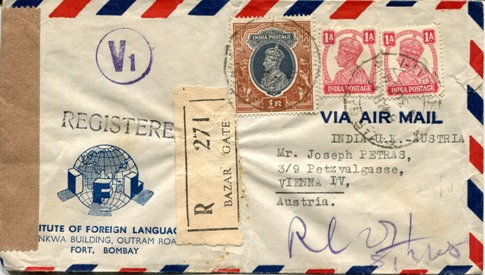 V1
INDIA POSTAGE
1R
1A 1A
INDIA POSTAGE
1A 1A
INDIA POSTAGE
REGISTERE
R 271
BAZAR GATE
VIA AIR MAIL
INDIA-U.K.-AUSTRIA
Mr. Joseph PETRAS,
3/9 Petzvalgasse,
VIENNA IV,
Austria.
IFL
ITUTE OF FOREIGN LANGUAG
NKWA BUILDING, OUTRAM ROA
FORT, BOMBAY